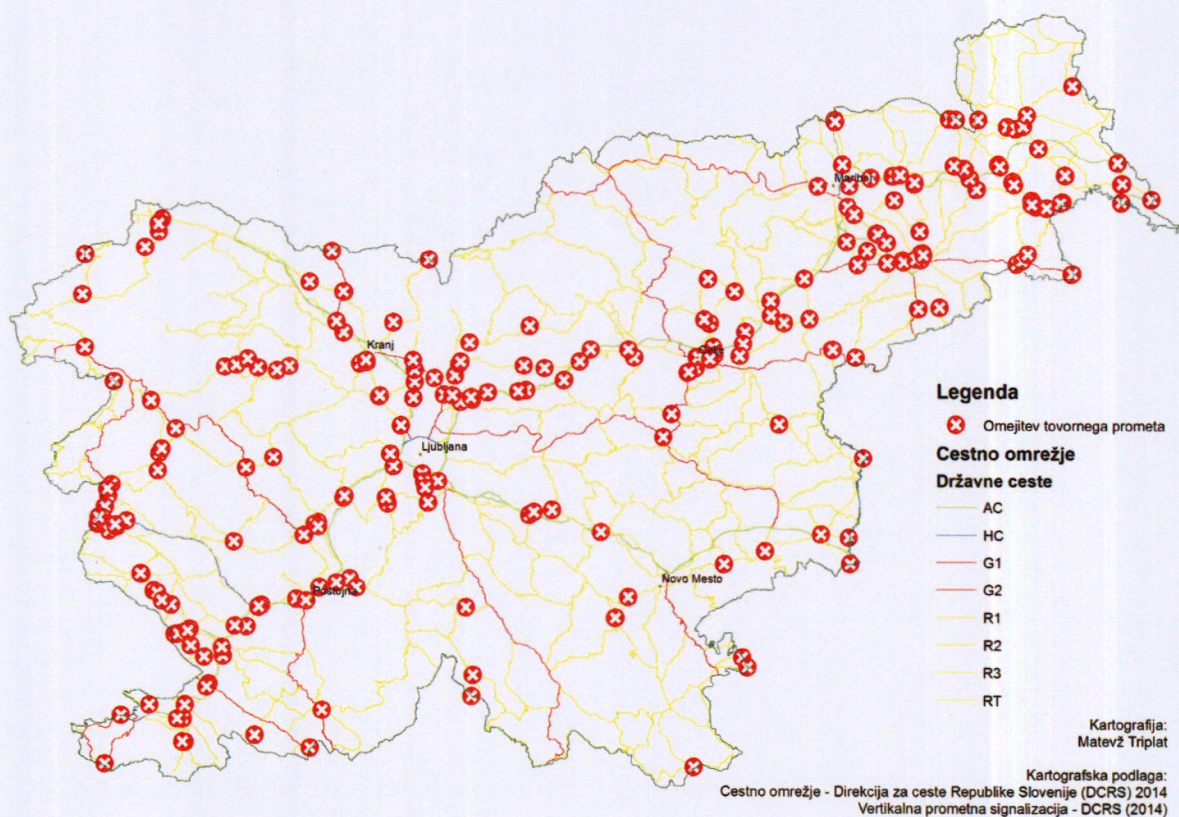 Maribor
Kranj
Celje
Ljubljana
Novo Mesto
Postojna
Legenda
Omejitev tovornega prometa
Cestno omrežje
Državne ceste
AC
HC
G1
G2
R1
R2
R3
RT
Kartografija:
Matevž Triplat
Kartografska podlaga:
Cestno omrežje - Direkcija za ceste Republike Slovenije (DCRS) 2014
Vertikalna prometna signalizacija - DCRS (2014)